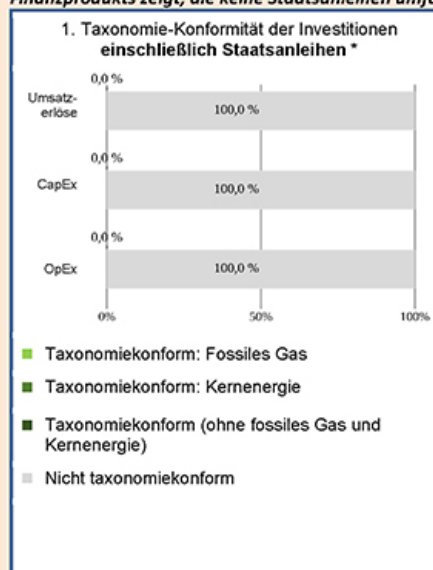 Finanzprodukts zeigt, die keine Staatsanleihen
1. Taxonomie-Konformität der Investitionen
einschließlich Staatsanleihen *
0,0 %
Umsatz-
erlöse
100,0 %
0,0 %
CapEx
100,0 %
0,0 %
OpEx
100,0 %
0% 50% 100%
Taxonomiekonform: Fossiles Gas
Taxonomiekonform: Kernenergie
Taxonomiekonform (ohne fossiles Gas und
Kernenergie)
Nicht taxonomiekonform